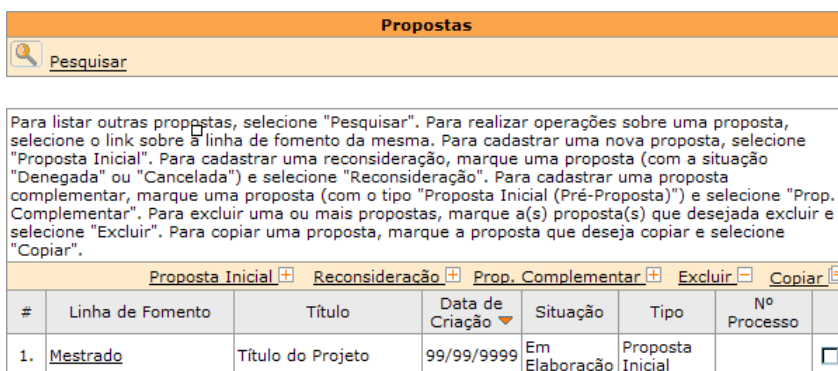 Propostas
Pesquisar
Para listar outras propostas, selecione "Pesquisar". Para realizar operações sobre uma proposta,
selecione o link sobre a linha de fomento da mesma. Para cadastrar uma nova proposta, selecione
"Proposta Inicial". Para cadastrar uma reconsideração, marque uma proposta (com a situação
"Denegada" ou "Cancelada") e selecione "Reconsideração". Para cadastrar uma proposta
complementar, marque uma proposta (com o tipo "Proposta Inicial (Pré-Proposta)") e selecione "Prop.
Complementar". Para excluir uma ou mais propostas, marque a(s) proposta(s) que desejada excluir e
selecione "Excluir". Para copiar uma proposta, marque a proposta que deseja copiar e selecione
"Copiar".
Proposta Inicial Reconsideração Prop. Complementar Excluir Copiar
# Linha de Fomento Título Data de Criação Situação Tipo Nº Processo
1. Mestrado Título do Projeto 99/99/9999 Em Elaboração Proposta Inicial